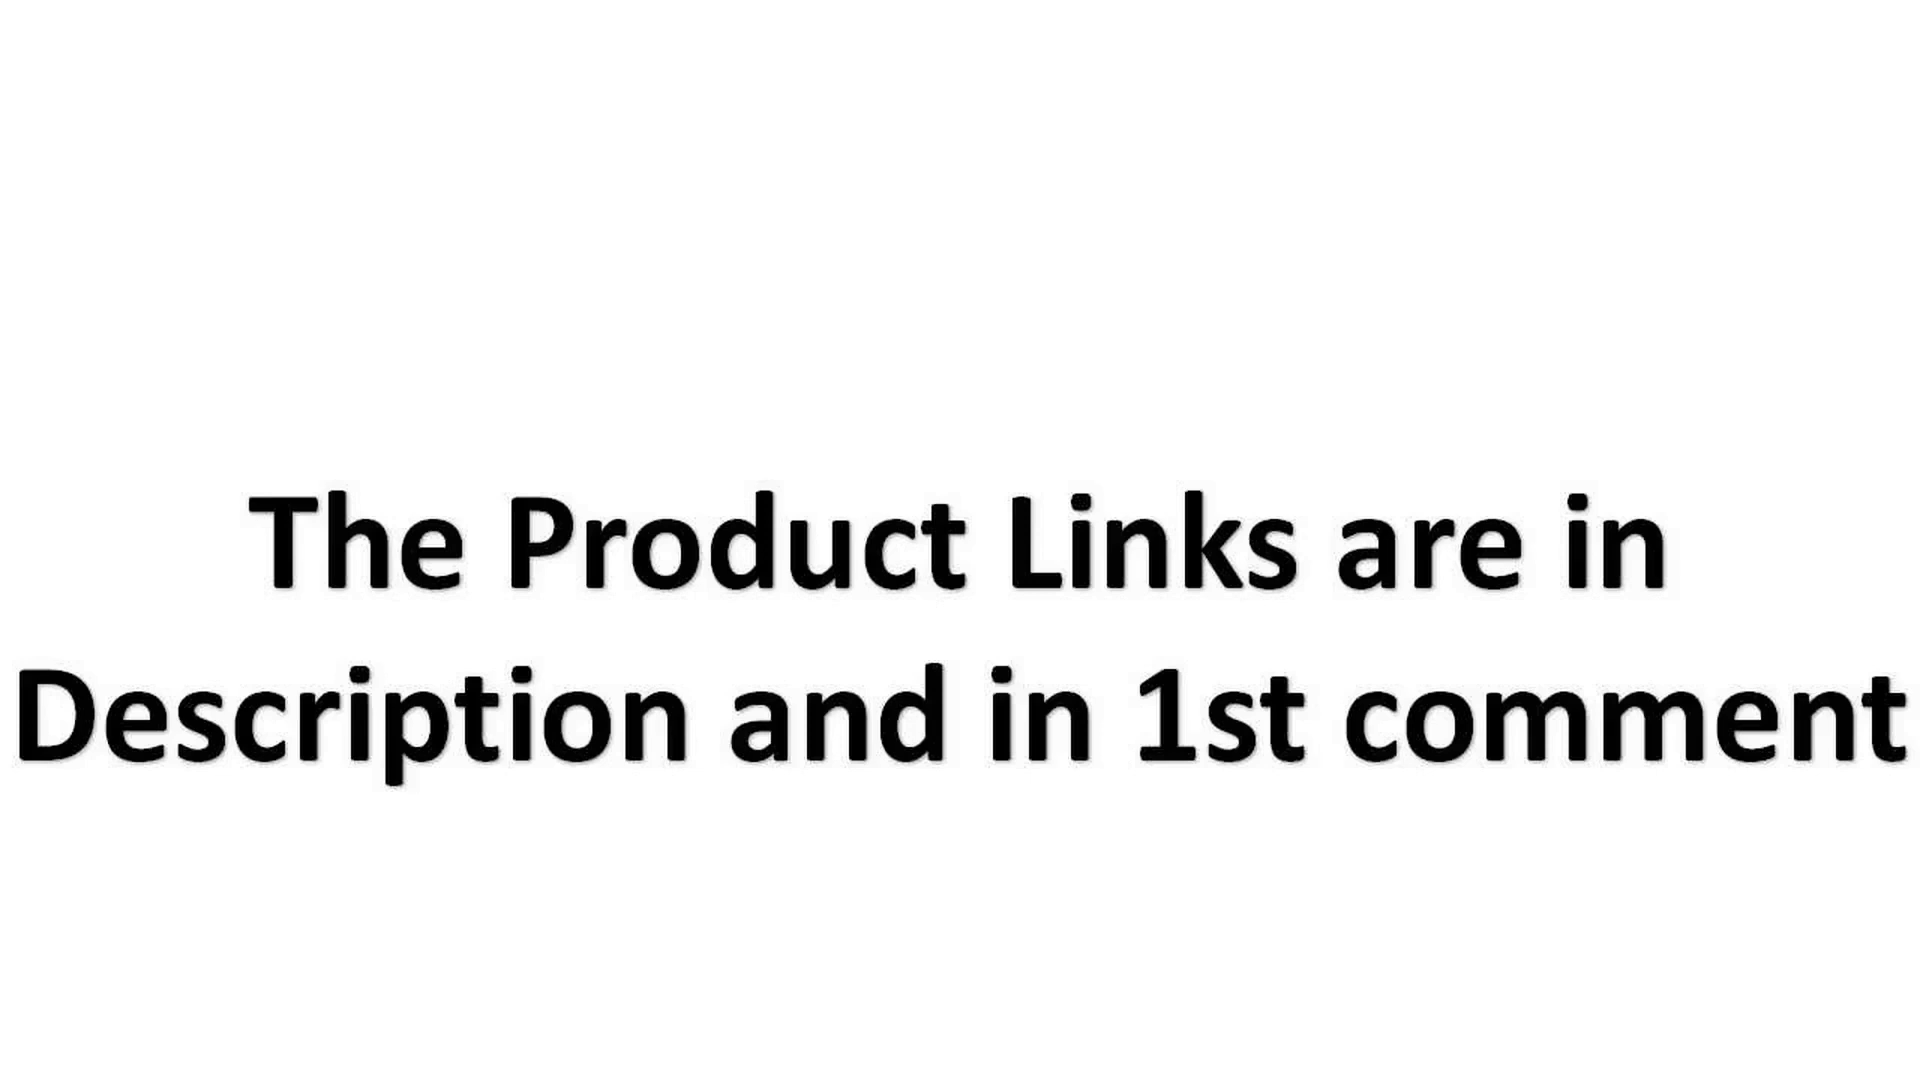 The Product Links are in
Description and in 1st comment